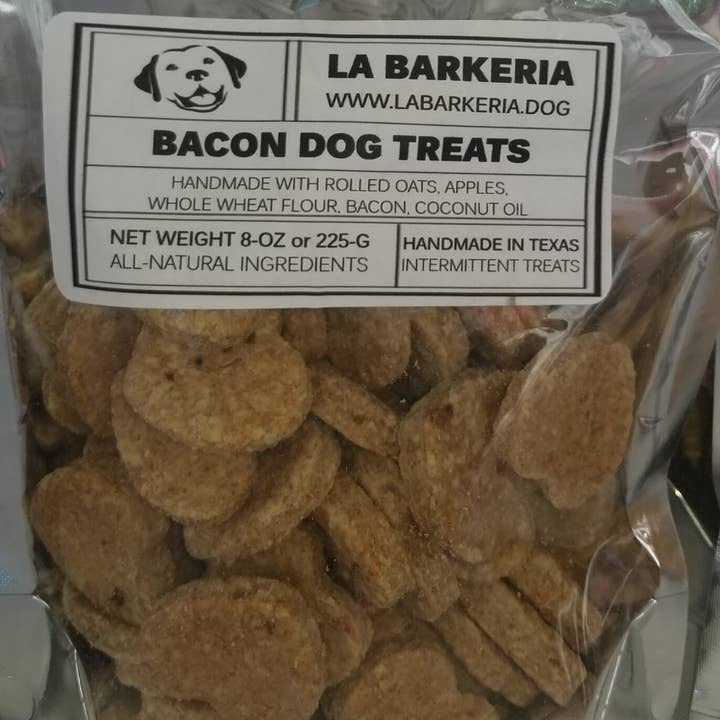 LA BARKERIA
WWW.LABARKERIA.DOG
BACON DOG TREATS
HANDMADE WITH ROLLED OATS, APPLES,
WHOLE WHEAT FLOUR, BACON, COCONUT OIL
NET WEIGHT 8-OZ or 225-G
ALL-NATURAL INGREDIENTS
HANDMADE IN TEXAS
INTERMITTENT TREATS